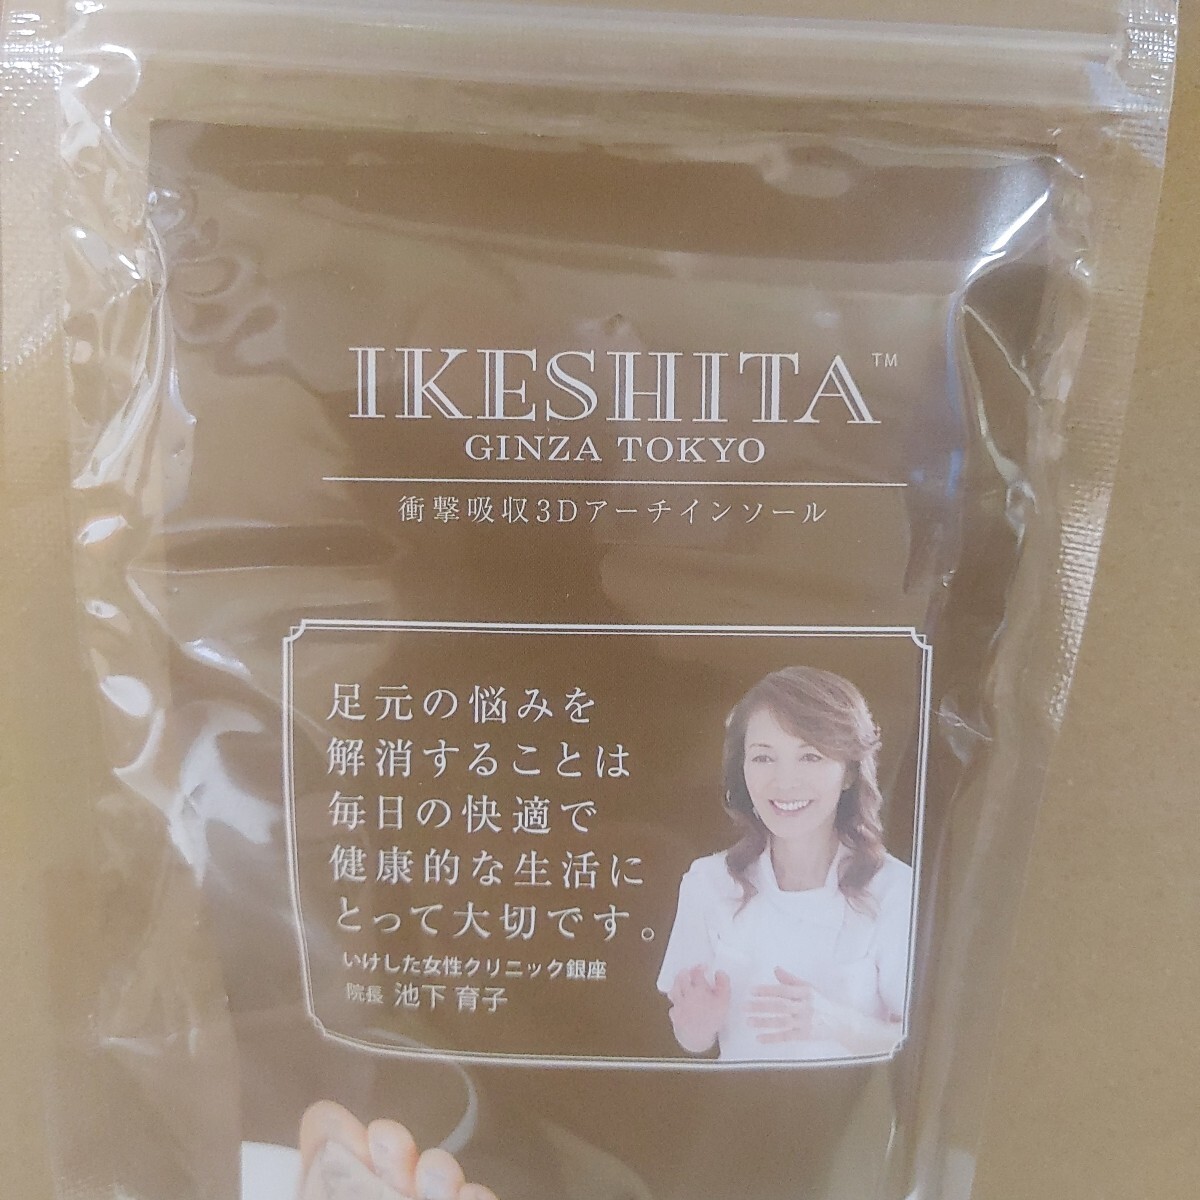 IKESHITA™
GINZA TOKYO
衝撃吸収3Dアーチインソール
足元の悩みを
解消することは
毎日の快適で
健康的な生活に
とって大切です。
いけした女性クリニック銀座
院長 池下 育子